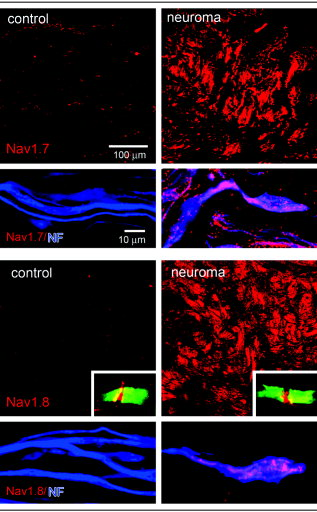 control
neuroma
Nav1.7
100 μm
Nav1.7/NF
10 μm
control
neuroma
Nav1.8
Nav1.8/NF